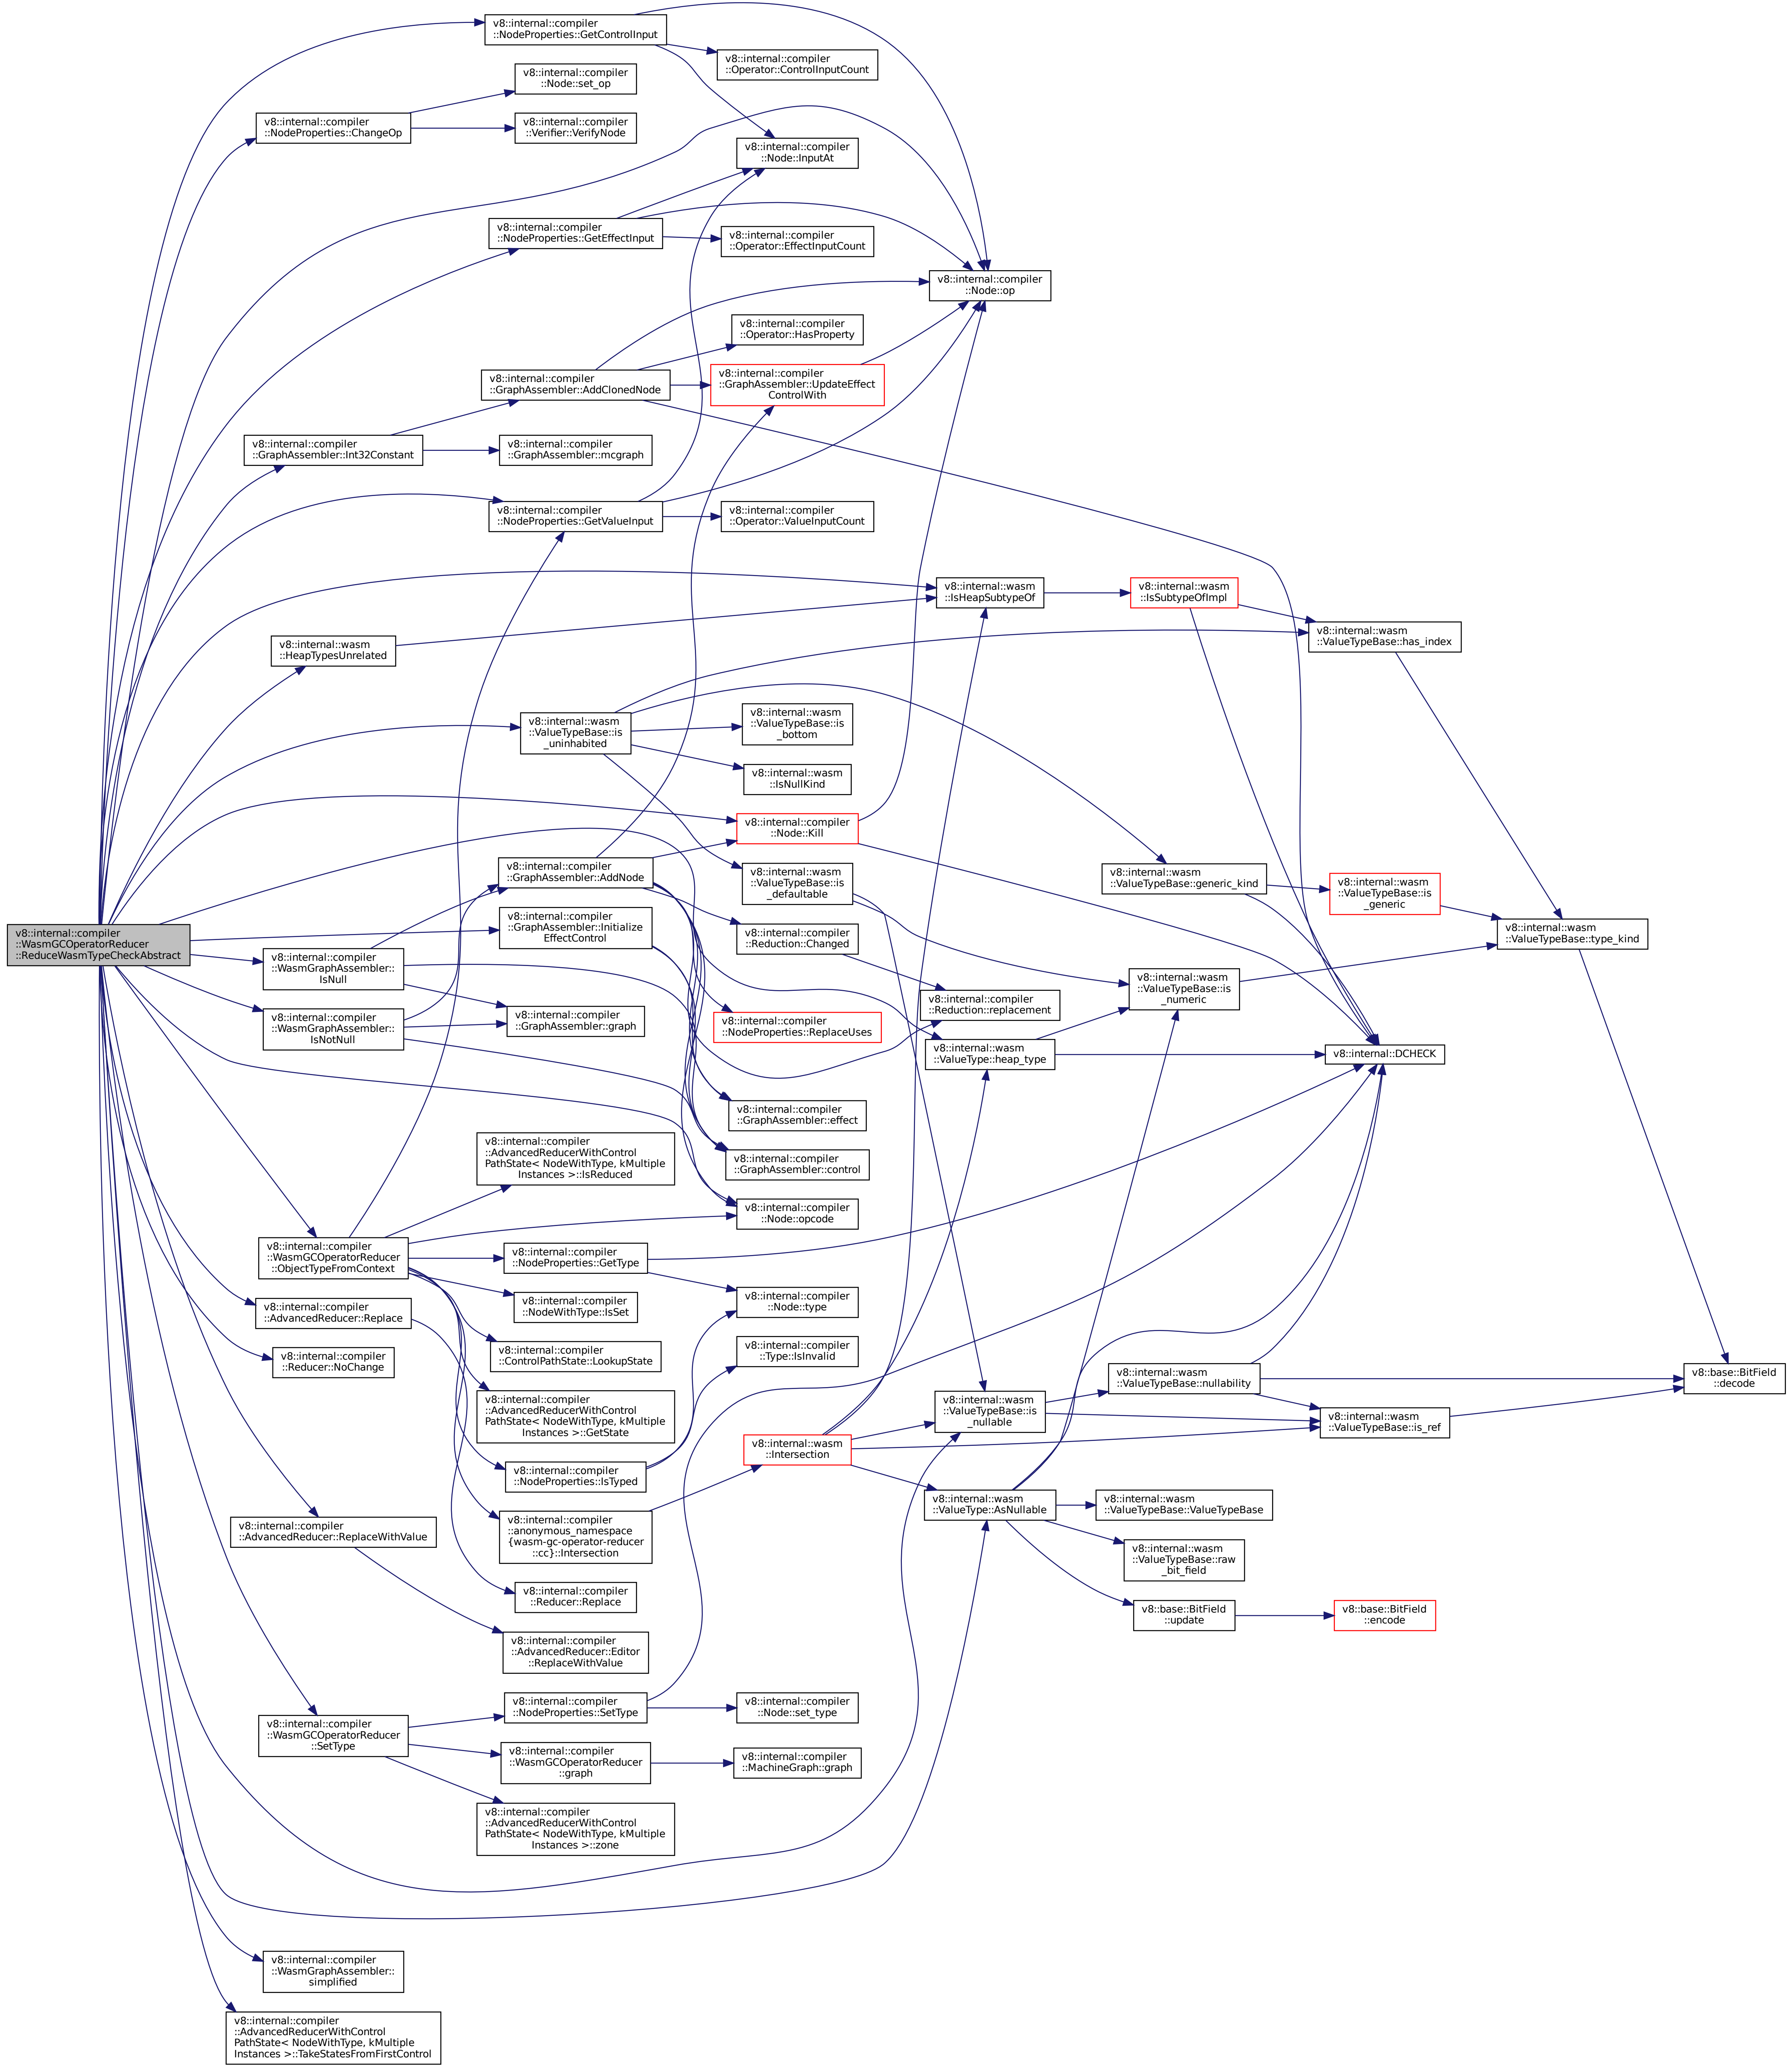 v8::internal::compiler
::NodeProperties::GetControlInput
v8::internal::compiler
::Operator::ControlInputCount
v8::internal::compiler
::Node::set_op
v8::internal::compiler
::NodeProperties::ChangeOp
v8::internal::compiler
::Verifier::VerifyNode
v8::internal::compiler
::Node::InputAt
v8::internal::compiler
::NodeProperties::GetEffectInput
v8::internal::compiler
::Operator::EffectInputCount
v8::internal::compiler
::Node::op
v8::internal::compiler
::Operator::HasProperty
v8::internal::compiler
::GraphAssembler::AddClonedNode
v8::internal::compiler
::GraphAssembler::UpdateEffect
ControlWith
v8::internal::compiler
::GraphAssembler::Int32Constant
v8::internal::compiler
::GraphAssembler::mcgraph
v8::internal::compiler
::NodeProperties::GetValueInput
v8::internal::compiler
::Operator::ValueInputCount
v8::internal::wasm
::IsHeapSubtypeOf
v8::internal::wasm
::IsSubtypeOfImpl
v8::internal::wasm
::HeapTypesUnrelated
v8::internal::wasm
::ValueTypeBase::has_index
v8::internal::wasm
::ValueTypeBase::is
_uninhabited
v8::internal::wasm
::ValueTypeBase::is
_bottom
v8::internal::wasm
::IsNullKind
v8::internal::compiler
::Node::Kill
v8::internal::compiler
::GraphAssembler::AddNode
v8::internal::wasm
::ValueTypeBase::is
_defaultable
v8::internal::wasm
::ValueTypeBase::generic_kind
v8::internal::wasm
::ValueTypeBase::is
_generic
v8::internal::compiler
::WasmGCOperatorReducer
::ReduceWasmTypeCheckAbstract
v8::internal::compiler
::GraphAssembler::Initialize
EffectControl
v8::internal::compiler
::Reduction::Changed
v8::internal::wasm
::ValueTypeBase::type_kind
v8::internal::compiler
::WasmGraphAssembler::
IsNull
v8::internal::wasm
::ValueTypeBase::is
_numeric
v8::internal::compiler
::Reduction::replacement
v8::internal::compiler
::WasmGraphAssembler::
IsNotNull
v8::internal::compiler
::GraphAssembler::graph
v8::internal::compiler
::NodeProperties::ReplaceUses
v8::internal::wasm
::ValueType::heap_type
v8::internal::DCHECK
v8::internal::compiler
::GraphAssembler::effect
v8::internal::compiler
::AdvancedReducerWithControl
PathState< NodeWithType, kMultiple
Instances >::IsReduced
v8::internal::compiler
::GraphAssembler::control
v8::internal::compiler
::Node::opcode
v8::internal::compiler
::WasmGCOperatorReducer
::ObjectTypeFromContext
v8::internal::compiler
::NodeProperties::GetType
v8::internal::compiler
::Node::type
v8::internal::compiler
::NodeWithType::IsSet
v8::internal::compiler
::AdvancedReducer::Replace
v8::internal::compiler
::ControlPathState::LookupState
v8::internal::compiler
::Type::IsInvalid
v8::internal::compiler
::Reducer::NoChange
v8::internal::wasm
::ValueTypeBase::nullability
v8::base::BitField
::decode
v8::internal::compiler
::AdvancedReducerWithControl
PathState< NodeWithType, kMultiple
Instances >::GetState
v8::internal::wasm
::ValueTypeBase::is
_nullable
v8::internal::wasm
::ValueTypeBase::is_ref
v8::internal::wasm
::Intersection
v8::internal::compiler
::NodeProperties::IsTyped
v8::internal::wasm
::ValueType::AsNullable
v8::internal::wasm
::ValueTypeBase::ValueTypeBase
v8::internal::compiler
::AdvancedReducer::ReplaceWithValue
v8::internal::compiler
::anonymous_namespace
{wasm-gc-operator-reducer
::cc}::Intersection
v8::internal::wasm
::ValueTypeBase::raw
_bit_field
v8::internal::compiler
::Reducer::Replace
v8::base::BitField
::update
v8::base::BitField
::encode
v8::internal::compiler
::AdvancedReducer::Editor
::ReplaceWithValue
v8::internal::compiler
::NodeProperties::SetType
v8::internal::compiler
::Node::set_type
v8::internal::compiler
::WasmGCOperatorReducer
::SetType
v8::internal::compiler
::WasmGCOperatorReducer
::graph
v8::internal::compiler
::MachineGraph::graph
v8::internal::compiler
::AdvancedReducerWithControl
PathState< NodeWithType, kMultiple
Instances >::zone
v8::internal::compiler
::WasmGraphAssembler::
simplified
v8::internal::compiler
::AdvancedReducerWithControl
PathState< NodeWithType, kMultiple
Instances >::TakeStatesFromFirstControl